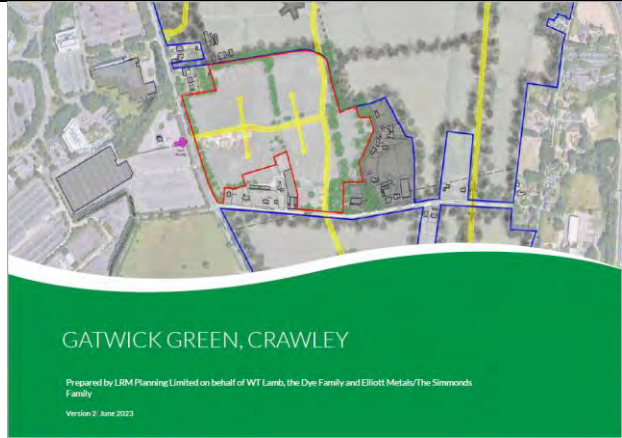 GATWICK GREEN, CRAWLEY
Prepared by LRM Planning Limited on behalf of WT Lamb, the Dye Family and Elliott Metals/The Simmonds
Family
Version 2: June 2023